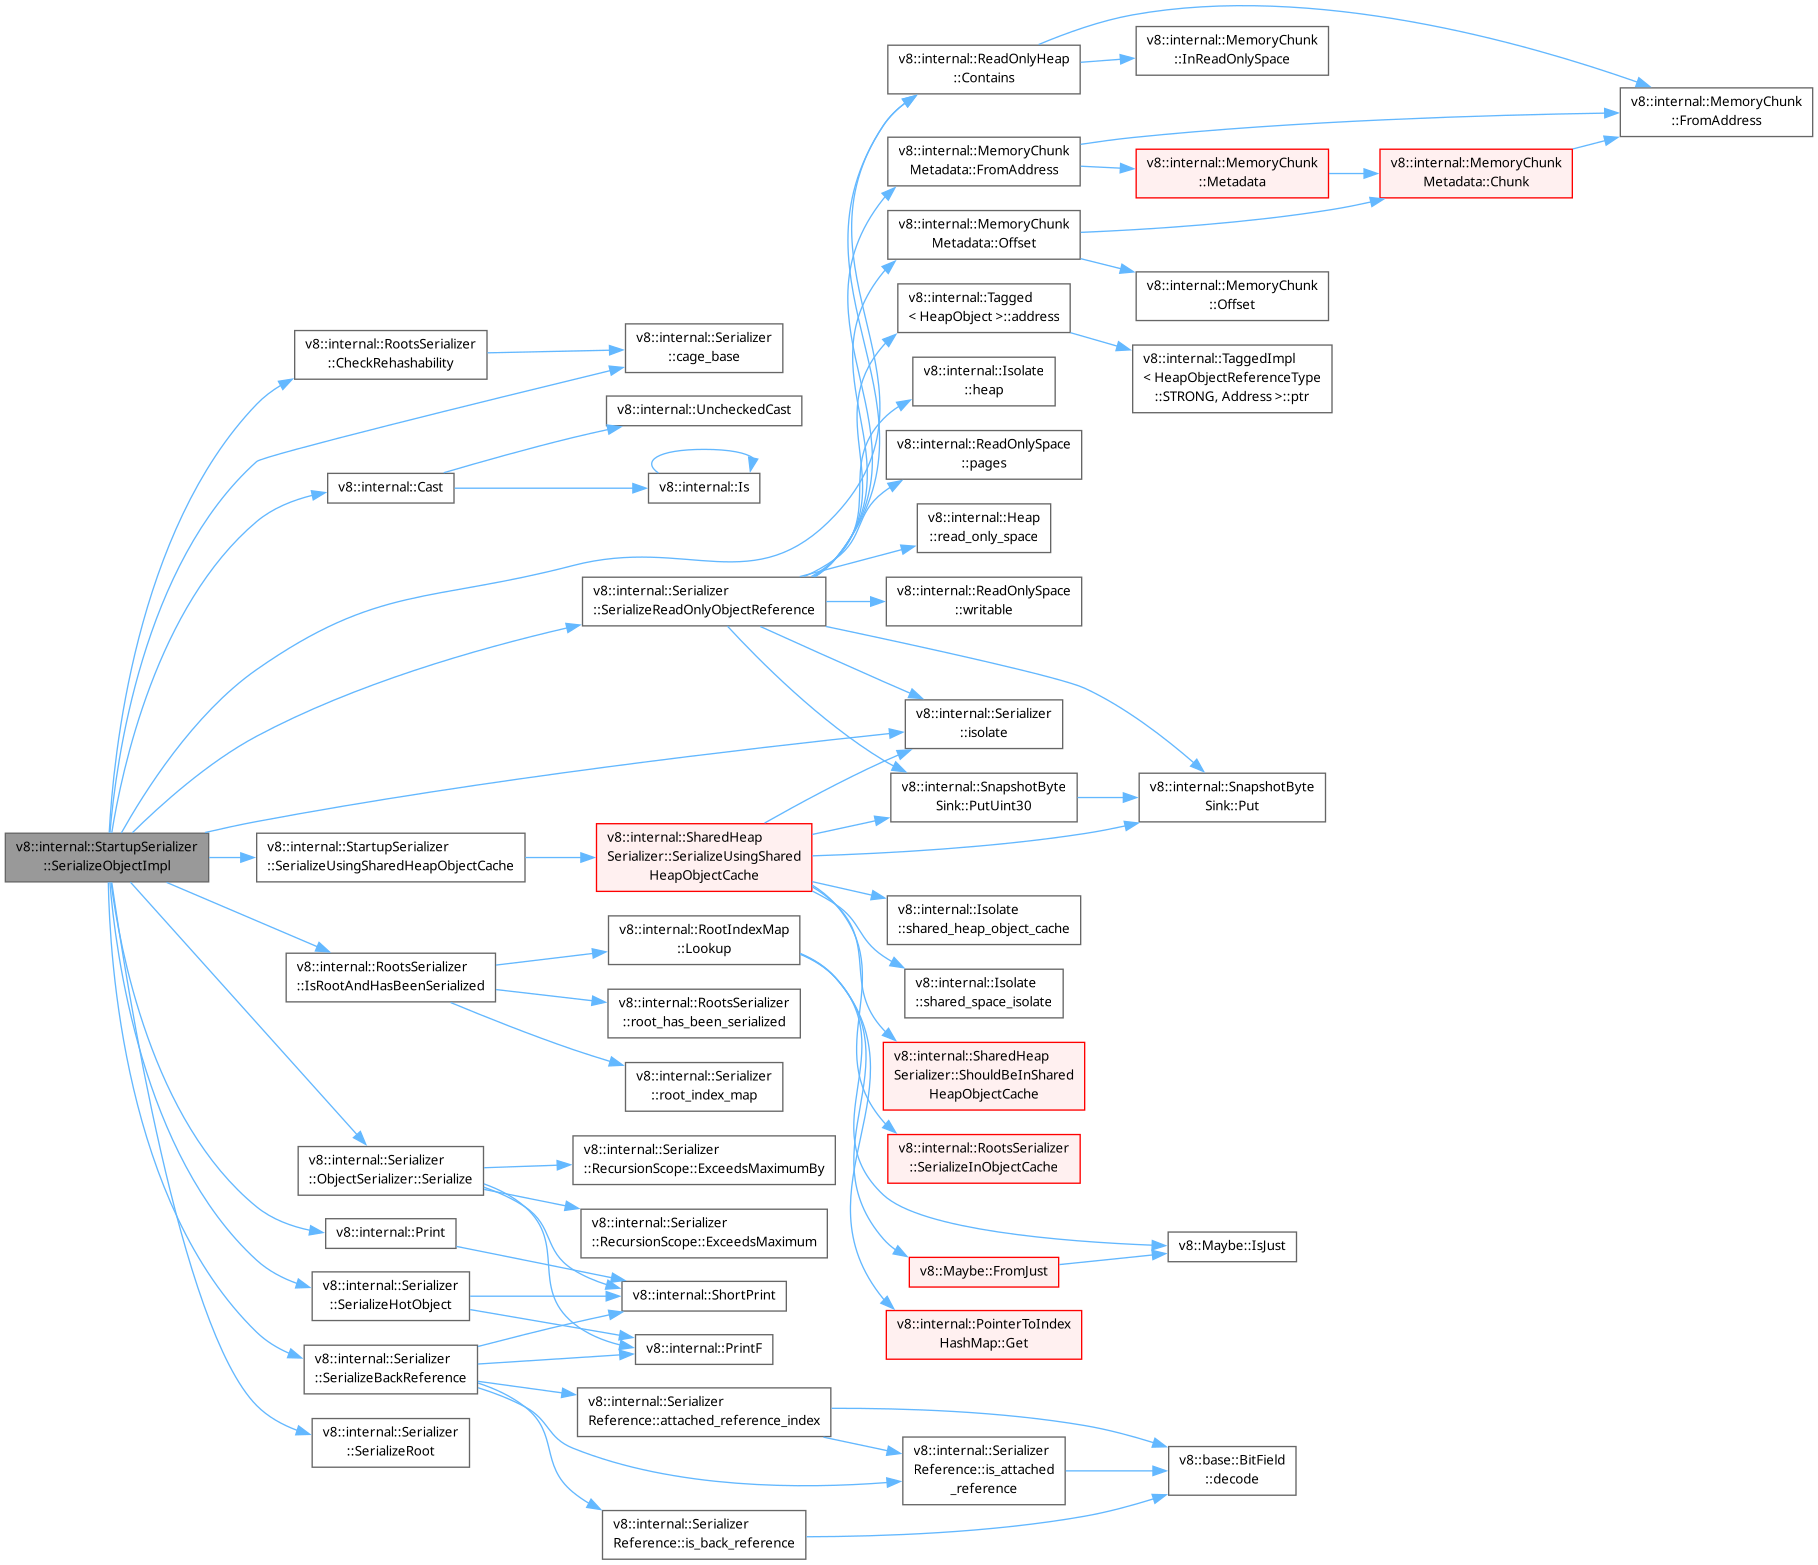 v8::internal::StartupSerializer
::SerializeObjectImpl
v8::internal::RootsSerializer
::CheckRehashability
v8::internal::Serializer
::cage_base
v8::internal::Cast
v8::internal::UncheckedCast
v8::internal::Is
v8::internal::ReadOnlyHeap
::Contains
v8::internal::MemoryChunk
::InReadOnlySpace
v8::internal::MemoryChunk
::FromAddress
v8::internal::MemoryChunk
Metadata::FromAddress
v8::internal::MemoryChunk
::Metadata
v8::internal::MemoryChunk
Metadata::Chunk
v8::internal::MemoryChunk
Metadata::Offset
v8::internal::MemoryChunk
::Offset
v8::internal::Tagged
< HeapObject >::address
v8::internal::TaggedImpl
< HeapObjectReferenceType
::STRONG, Address >::ptr
v8::internal::Isolate
::heap
v8::internal::ReadOnlySpace
::pages
v8::internal::Heap
::read_only_space
v8::internal::Serializer
::SerializeReadOnlyObjectReference
v8::internal::ReadOnlySpace
::writable
v8::internal::Serializer
::isolate
v8::internal::SnapshotByte
Sink::PutUint30
v8::internal::SnapshotByte
Sink::Put
v8::internal::StartupSerializer
::SerializeUsingSharedHeapObjectCache
v8::internal::SharedHeap
Serializer::SerializeUsingShared
HeapObjectCache
v8::internal::Isolate
::shared_heap_object_cache
v8::internal::Isolate
::shared_space_isolate
v8::internal::SharedHeap
Serializer::ShouldBeInShared
HeapObjectCache
v8::internal::RootsSerializer
::SerializeInObjectCache
v8::internal::RootsSerializer
::IsRootAndHasBeenSerialized
v8::internal::RootIndexMap
::Lookup
v8::internal::RootsSerializer
::root_has_been_serialized
v8::internal::Serializer
::root_index_map
v8::Maybe::IsJust
v8::Maybe::FromJust
v8::internal::PointerToIndex
HashMap::Get
v8::internal::Serializer
::ObjectSerializer::Serialize
v8::internal::Serializer
::RecursionScope::ExceedsMaximumBy
v8::internal::Serializer
::RecursionScope::ExceedsMaximum
v8::internal::Print
v8::internal::ShortPrint
v8::internal::Serializer
::SerializeHotObject
v8::internal::PrintF
v8::internal::Serializer
::SerializeBackReference
v8::internal::Serializer
Reference::attached_reference_index
v8::internal::Serializer
Reference::is_attached
_reference
v8::base::BitField
::decode
v8::internal::Serializer
::SerializeRoot
v8::internal::Serializer
Reference::is_back_reference